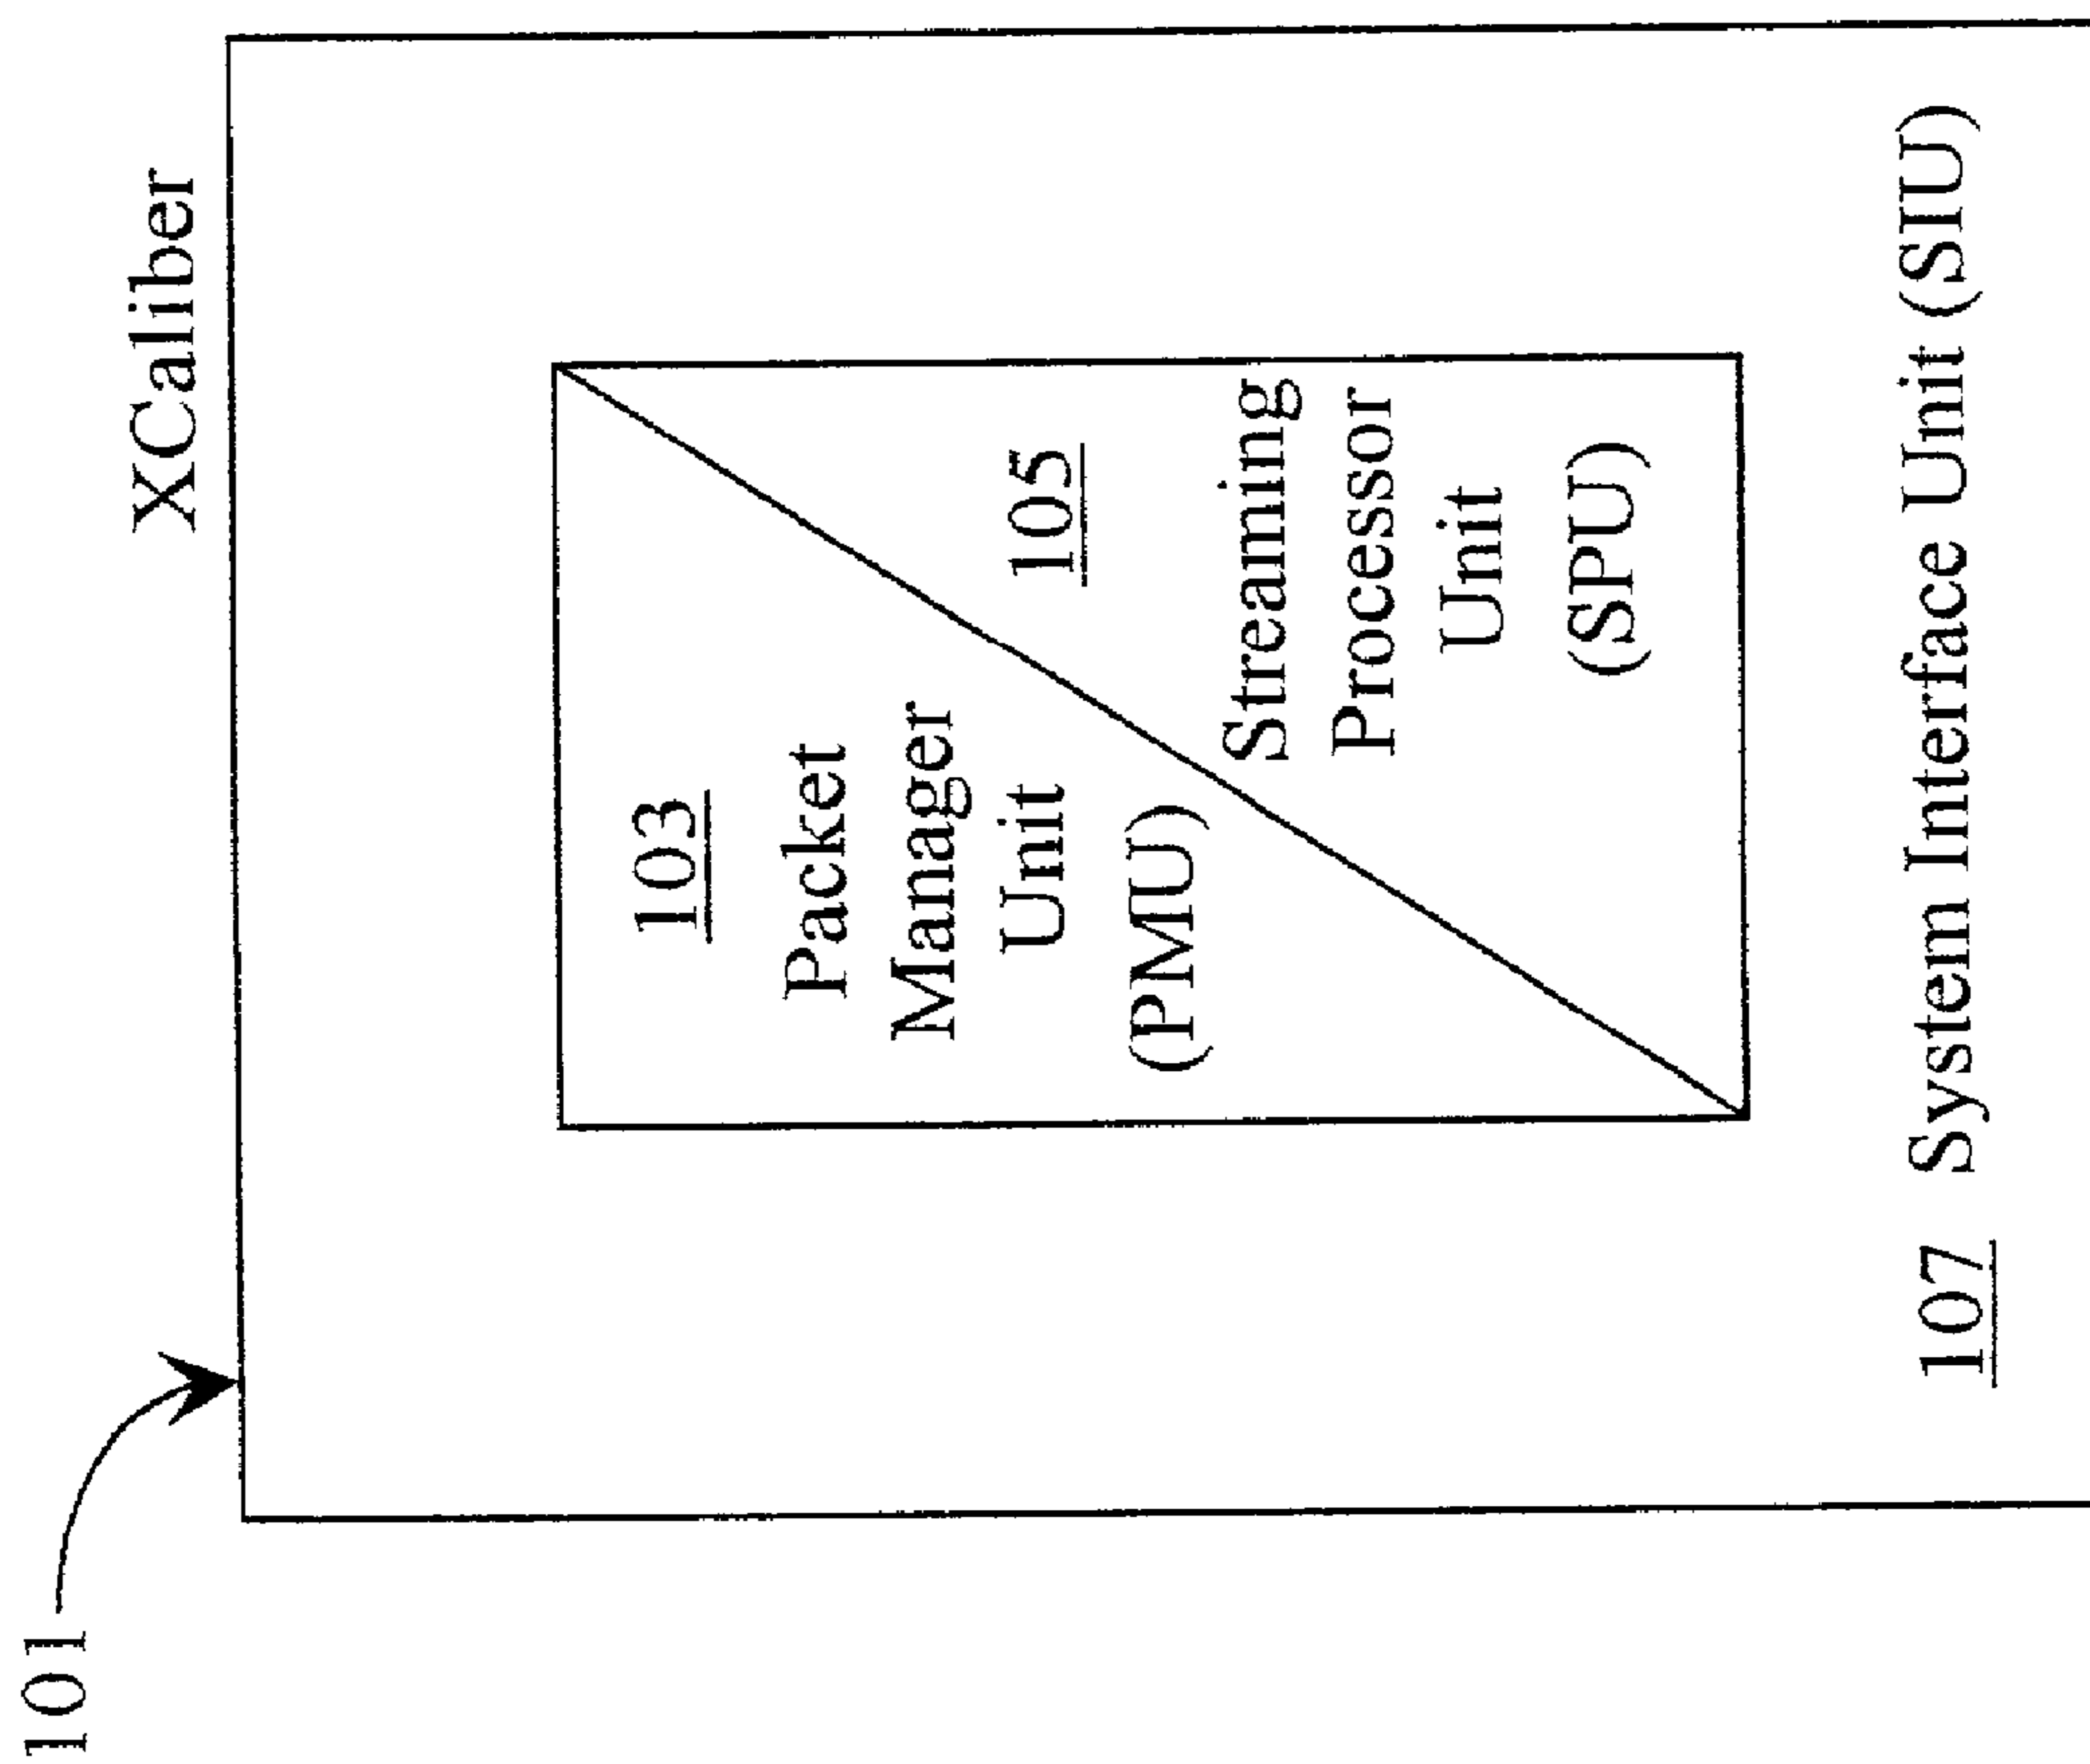 101
XCaliber
103
Packet
Manager
Unit
(PMU)
105
Streaming
Processor
Unit
(SPU)
107 System Interface Unit (SIU)